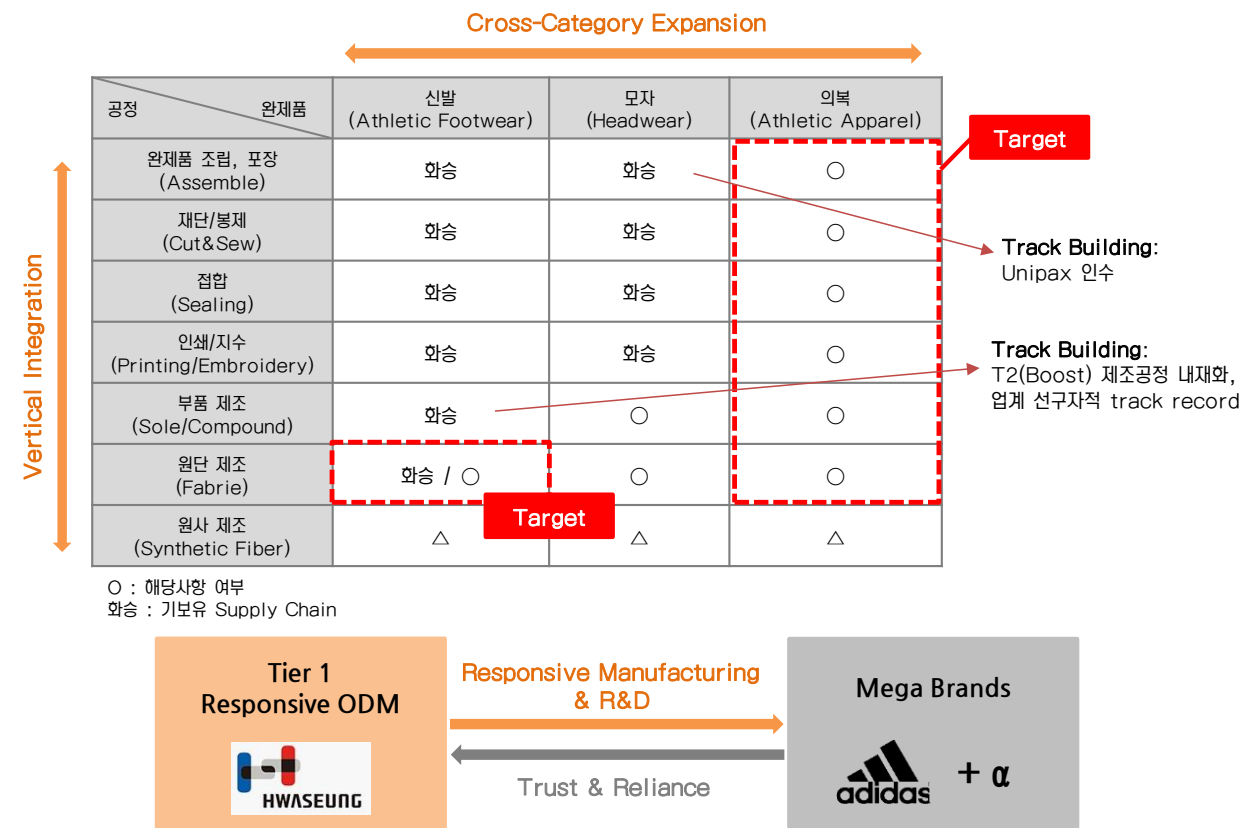 Cross-Category Expansion
공정 완제품
신발
(Athletic Footwear)
모자
(Headwear)
의복
(Athletic Apparel)
Target
완제품 조립, 포장
(Assemble)
화승
화승
○
재단/봉제
(Cut&Sew)
화승
화승
○
접합
(Sealing)
화승
화승
○
인쇄/지수
(Printing/Embroidery)
화승
화승
○
부품 제조
(Sole/Compound)
화승
○
○
원단 제조
(Fabrie)
화승 / ○
○
○
Target
원사 제조
(Synthetic Fiber)
△
△
△
Vertical Integration
Track Building:
Unipax 인수
Track Building:
T2(Boost) 제조공정 내재화,
업계 선구자적 track record
O : 해당사항 여부
화승 : 기보유 Supply Chain
Tier 1
Responsive ODM
HWASEUNG
Responsive Manufacturing
& R&D
Trust & Reliance
Mega Brands
adidas
+ α